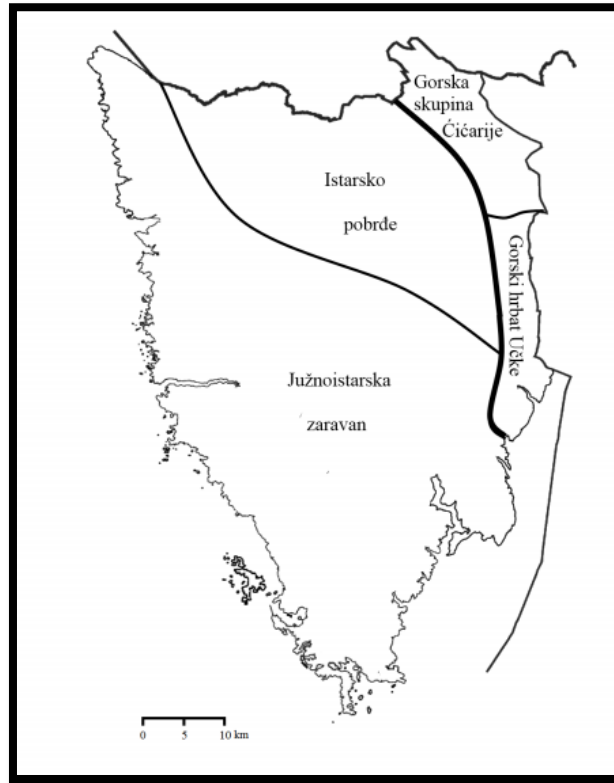 Gorska
skupina
Ćićarije
Istarsko
pobrđe
Gorski hrbat Učke
Južnoistarska
zaravan
0 5 10 km